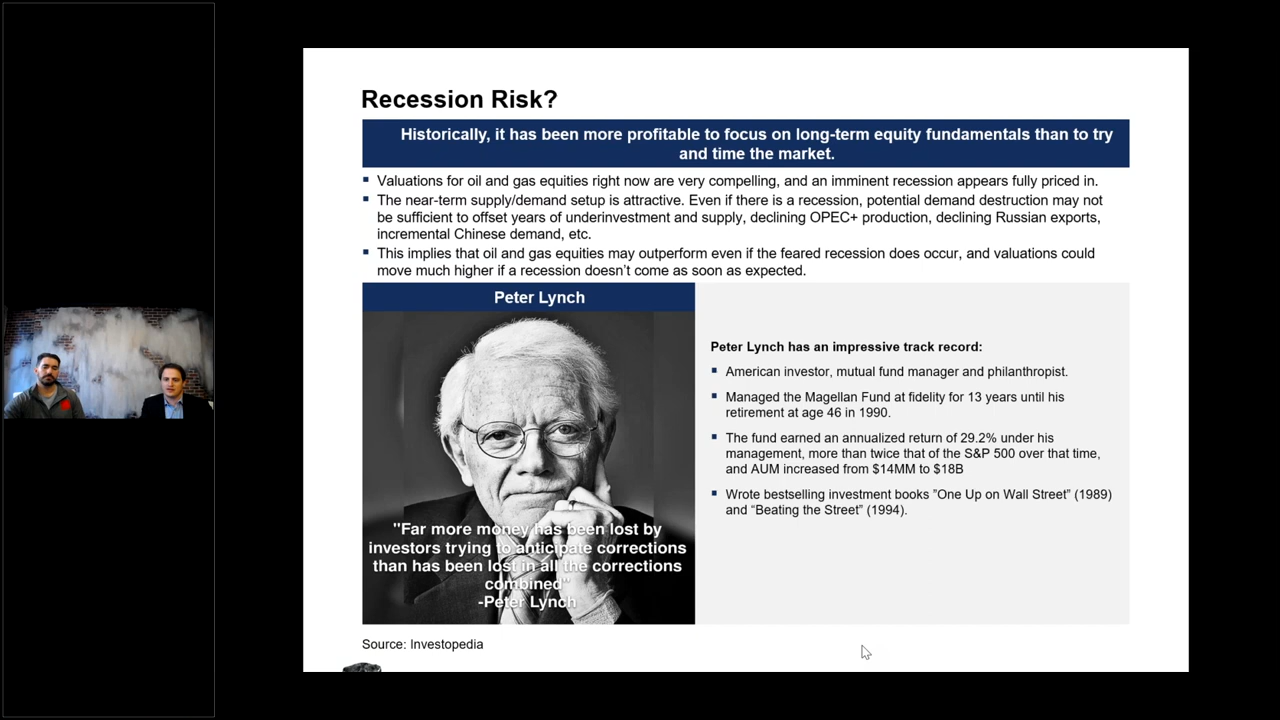 Recession Risk?
Historically, it has been more profitable to focus on long-term equity fundamentals than to try
and time the market.
Valuations for oil and gas equities right now are very compelling, and an imminent recession appears fully priced in.
The near-term supply/demand setup is attractive. Even if there is a recession, potential demand destruction may not
be sufficient to offset years of underinvestment and supply, declining OPEC+ production, declining Russian exports,
incremental Chinese demand, etc.
This implies that oil and gas equities may outperform even if the feared recession does occur, and valuations could
move much higher if a recession doesn't come as soon as expected.
Peter Lynch
"Far more money has been lost by
investors trying to anticipate corrections
than has been lost in all the corrections
combined"
-Peter Lynch
Peter Lynch has an impressive track record:
American investor, mutual fund manager and philanthropist.
Managed the Magellan Fund at fidelity for 13 years until his
retirement at age 46 in 1990.
The fund earned an annualized return of 29.2% under his
management, more than twice that of the S&P 500 over that time,
and AUM increased from $14MM to $18B
Wrote bestselling investment books ”One Up on Wall Street” (1989)
and “Beating the Street” (1994).
Source: Investopedia